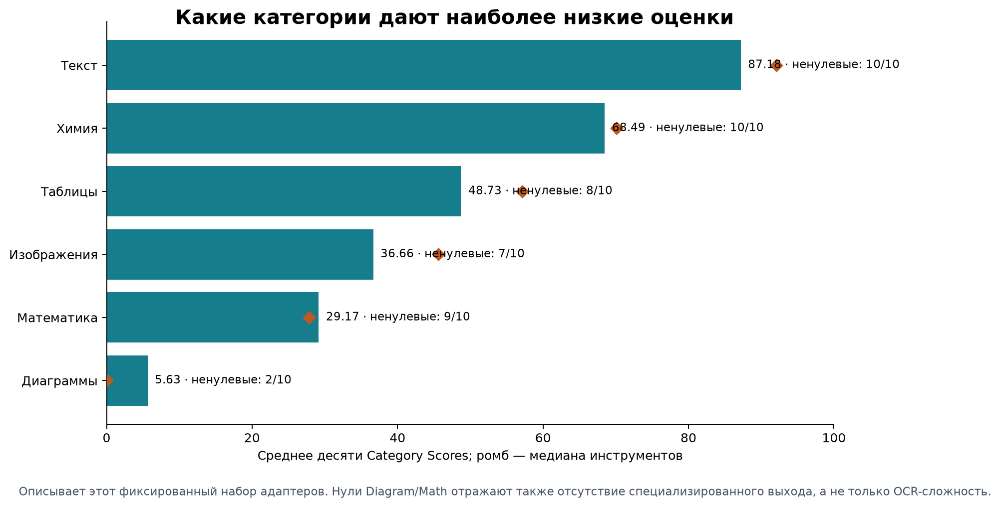 Какие категории дают наиболее низкие оценки
Текст
87.18 · ненулевые: 10/10
Химия
68.49 · ненулевые: 10/10
Таблицы
48.73 · ненулевые: 8/10
Изображения
36.66 · ненулевые: 7/10
Математика
29.17 · ненулевые: 9/10
Диаграммы
5.63 · ненулевые: 2/10
0 20 40 60 80 100
Среднее десяти Category Scores; ромб — медиана инструментов
Описывает этот фиксированный набор адаптеров. Нули Diagram/Math отражают также отсутствие специализированного выхода, а не только OCR-сложность.